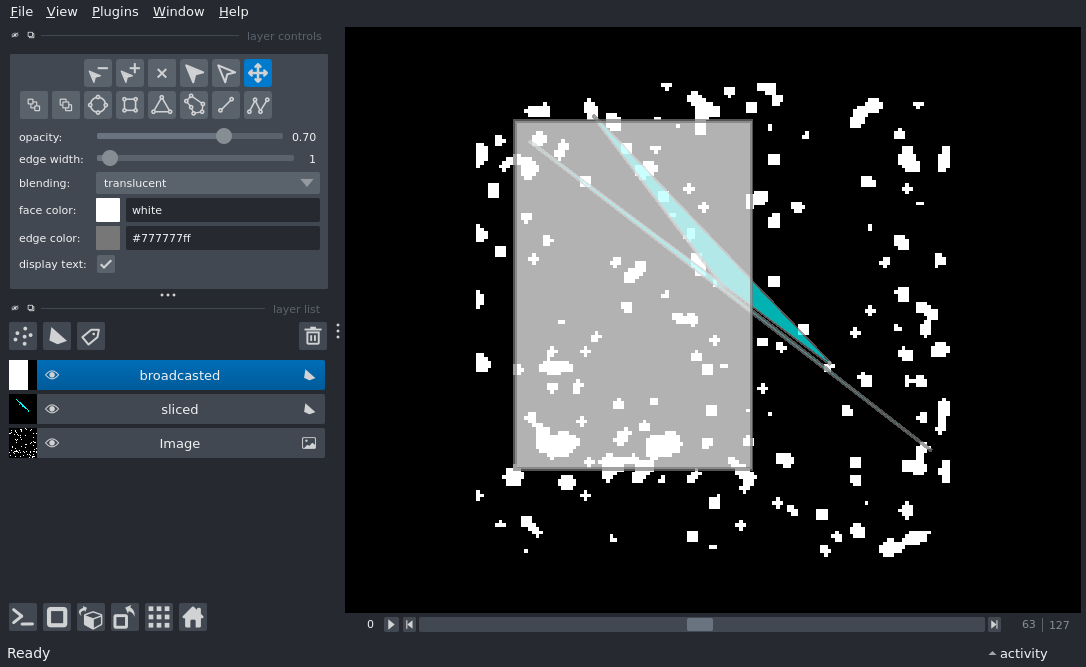 File View Plugins Window Help
layer controls
opacity: 0.70
edge width: 1
blending: translucent
face color: white
edge color: #777777ff
display text:
layer list
broadcasted
sliced
Image
0 63 127
Ready activity